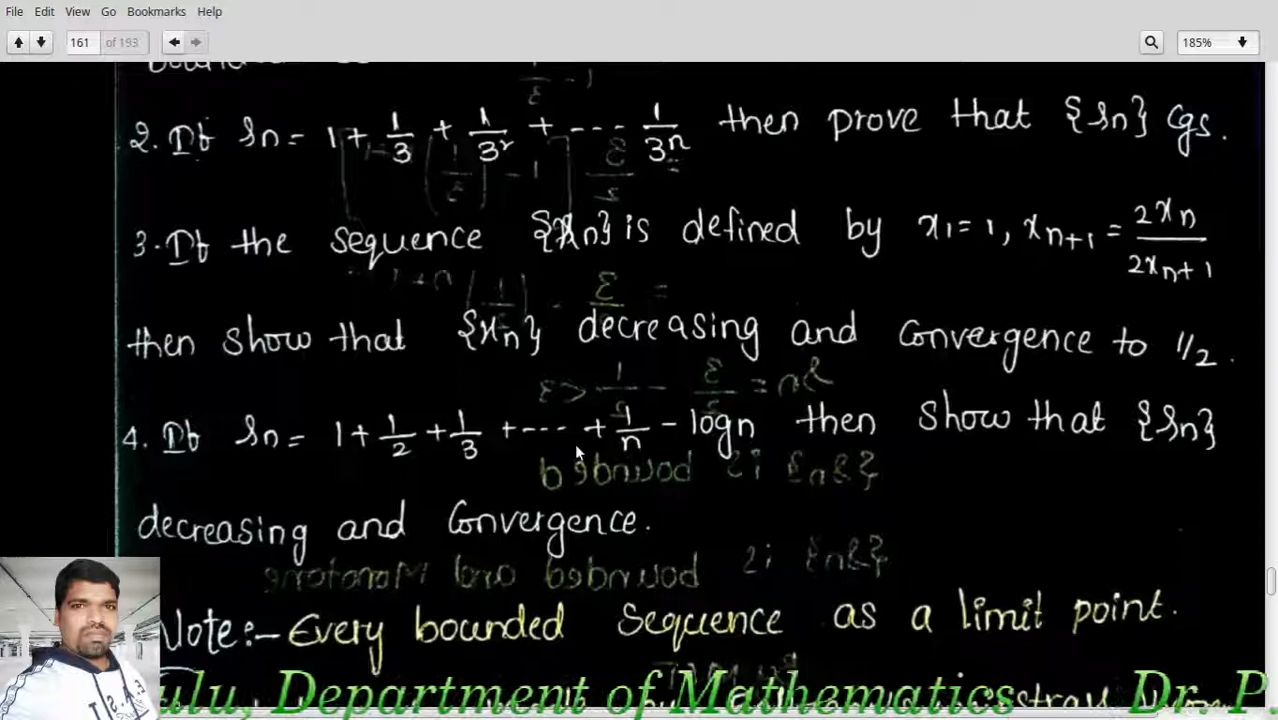 File Edit View Go Bookmarks Help
161 of 193 185%
2. If Sn = 1 + 1/3 + 1/3² + --- 1/3ⁿ then prove that {Sn} Cgs.
3. If the sequence {xn} is defined by x1 = 1, xn+1 = 2xn / 2xn+1
then show that {xn} decreasing and Convergence to 1/2.
4. If Sn = 1 + 1/2 + 1/3 + --- + 1/n - logn then show that {Sn}
decreasing and Convergence.
Note:- Every bounded Sequence as a limit point.
ulu, Department of Mathematics Dr. P.